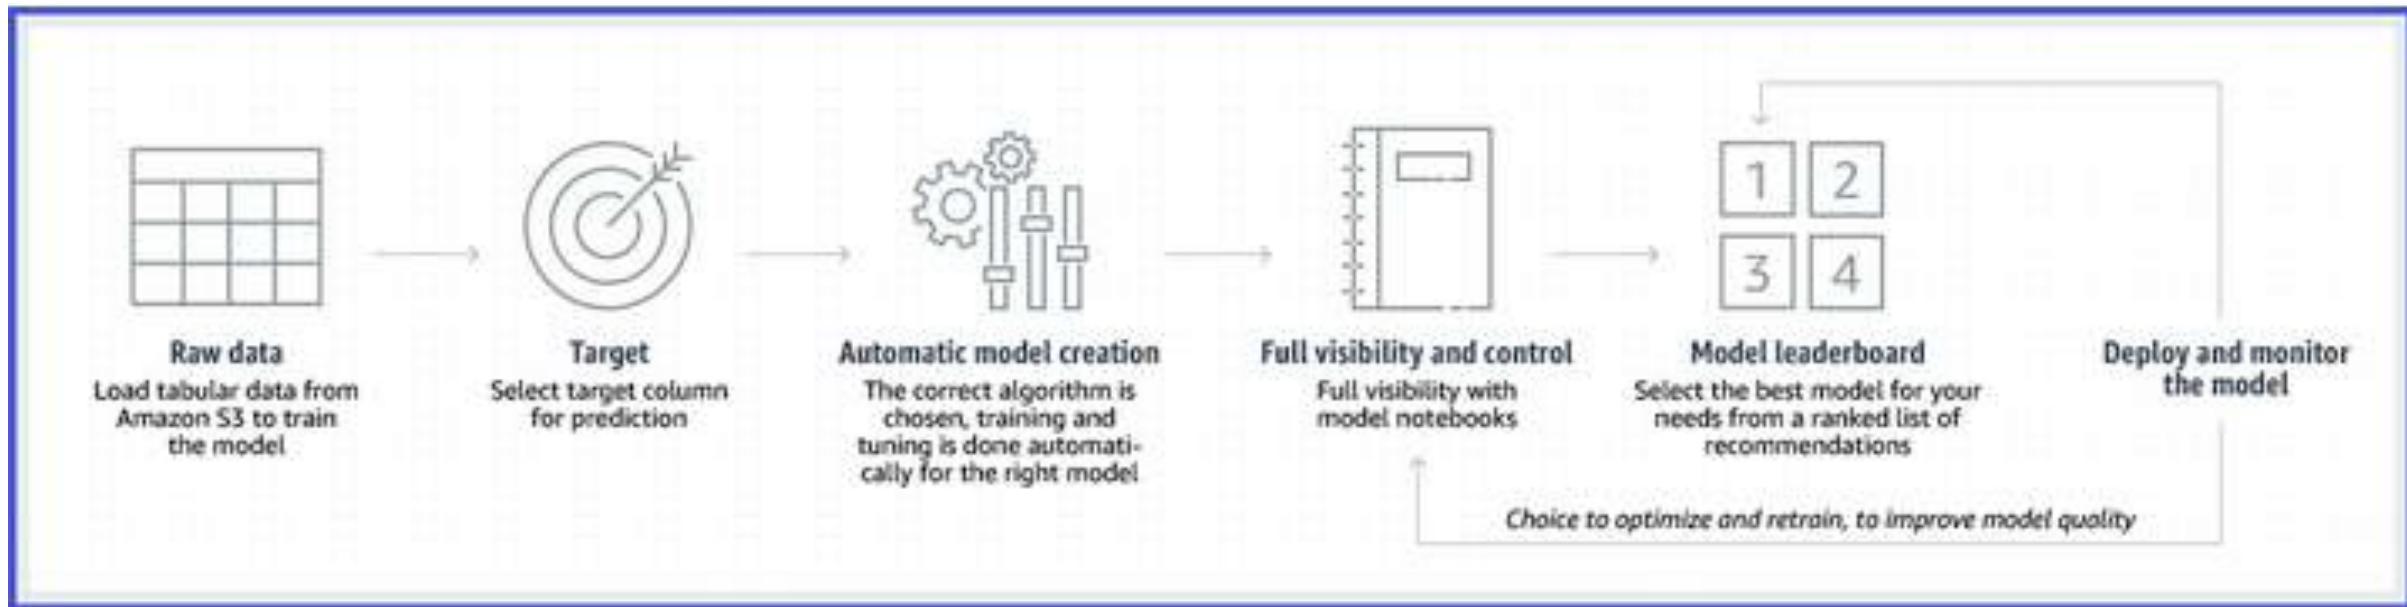 Raw data
Load tabular data from
Amazon S3 to train
the model
Target
Select target column
for prediction
Automatic model creation
The correct algorithm is
chosen, training and
tuning is done automati-
cally for the right model
Full visibility and control
Full visibility with
model notebooks
1 2
3 4
Model leaderboard
Select the best model for your
needs from a ranked list of
recommendations
Deploy and monitor
the model
Choice to optimize and retrain, to improve model quality